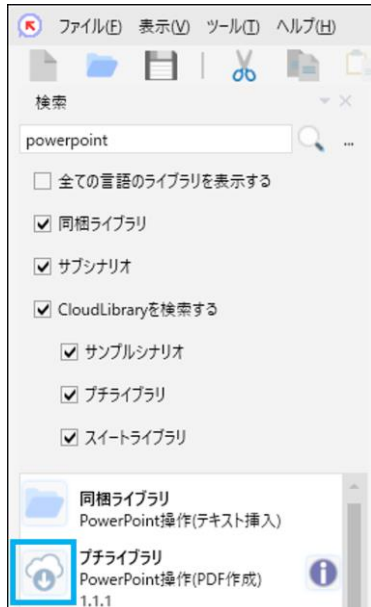 ファイル(F) 表示(V) ツール(T) ヘルプ(H)
検索
powerpoint
...
全ての言語のライブラリを表示する
同梱ライブラリ
サブシナリオ
CloudLibraryを検索する
サンプルシナリオ
プチライブラリ
スイートライブラリ
同梱ライブラリ
PowerPoint操作(テキスト挿入)
プチライブラリ
PowerPoint操作(PDF作成)
1.1.1